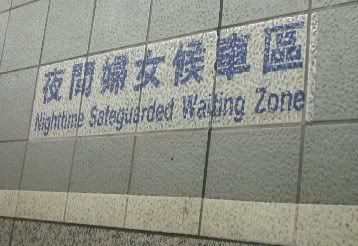 夜間婦女候車區
Nighttime Safeguarded Waiting Zone